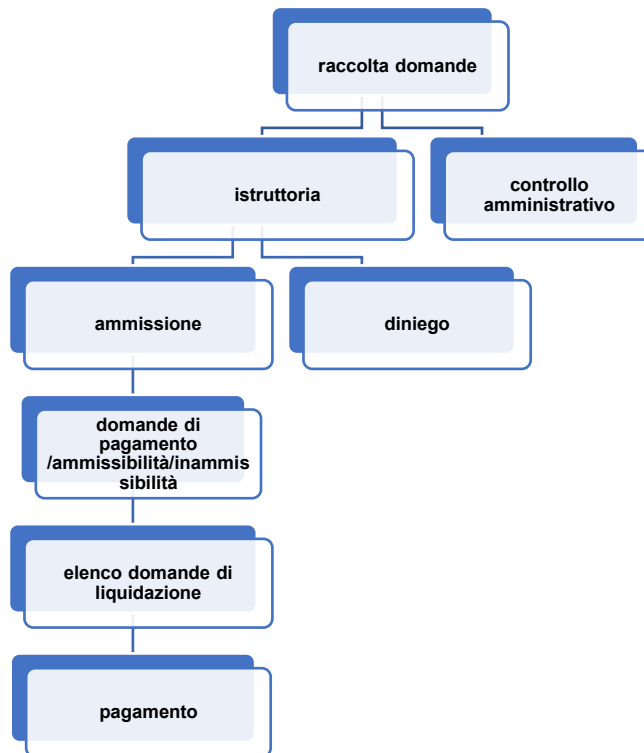 raccolta domande
istruttoria
controllo
amministrativo
ammissione
diniego
domande di
pagamento
/ammissibilità/inammis
sibilità
elenco domande di
liquidazione
pagamento